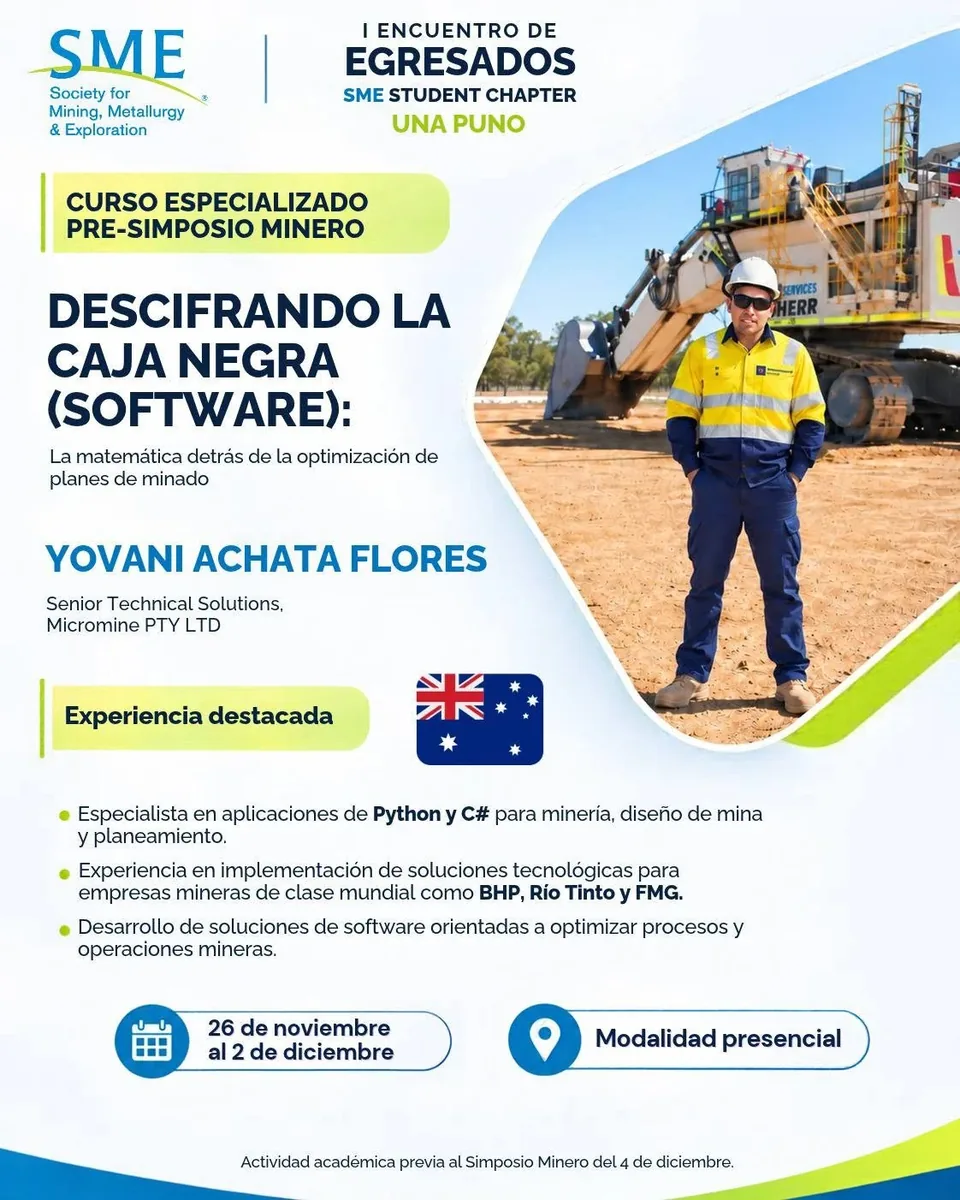 SME
Society for
Mining, Metallurgy
& Exploration
I ENCUENTRO DE
EGRESADOS
SME STUDENT CHAPTER
UNA PUNO
CURSO ESPECIALIZADO
PRE-SIMPOSIO MINERO
DESCIFRANDO LA
CAJA NEGRA
(SOFTWARE):
La matemática detrás de la optimización de
planes de minado
SERVICES
HERR
YOVANI ACHATA FLORES
Senior Technical Solutions,
Micromine PTY LTD
Experiencia destacada
Especialista en aplicaciones de Python y C# para minería, diseño de mina
y planeamiento.
Experiencia en implementación de soluciones tecnológicas para
empresas mineras de clase mundial como BHP, Río Tinto y FMG.
Desarrollo de soluciones de software orientadas a optimizar procesos y
operaciones mineras.
26 de noviembre
al 2 de diciembre
Modalidad presencial
Actividad académica previa al Simposio Minero del 4 de diciembre.